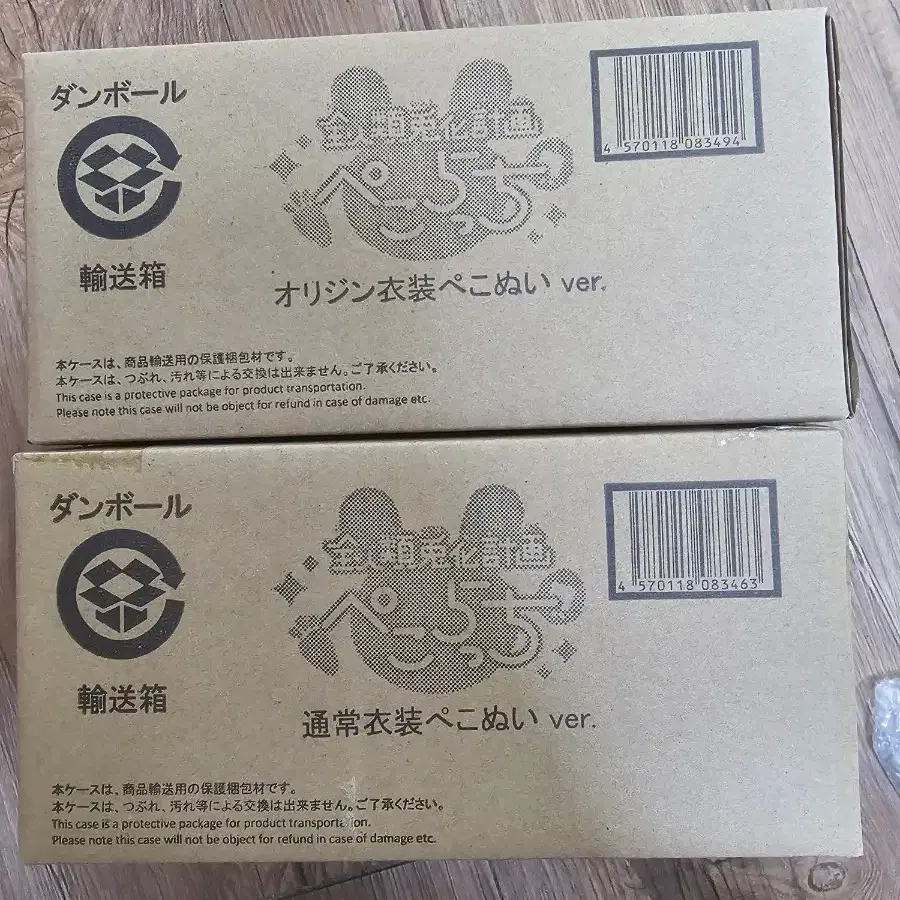 ダンボール
全人類兎化計画
ぺこらっち
4 570118 083494
輸送箱
オリジン衣装ぺこぬい ver.
本ケースは、商品輸送用の保護梱包材です。
本ケースは、つぶれ、汚れ等による交換は出来ません。ご了承ください。
This case is a protective package for product transportation.
Please note this case will not be object for refund in case of damage etc.
ダンボール
全人類兎化計画
ぺこらっち
4 570118 083463
輸送箱
通常衣装ぺこぬい ver.
本ケースは、商品輸送用の保護梱包材です。
本ケースは、つぶれ、汚れ等による交換は出来ません。ご了承ください。
This case is a protective package for product transportation.
Please note this case will not be object for refund in case of damage etc.